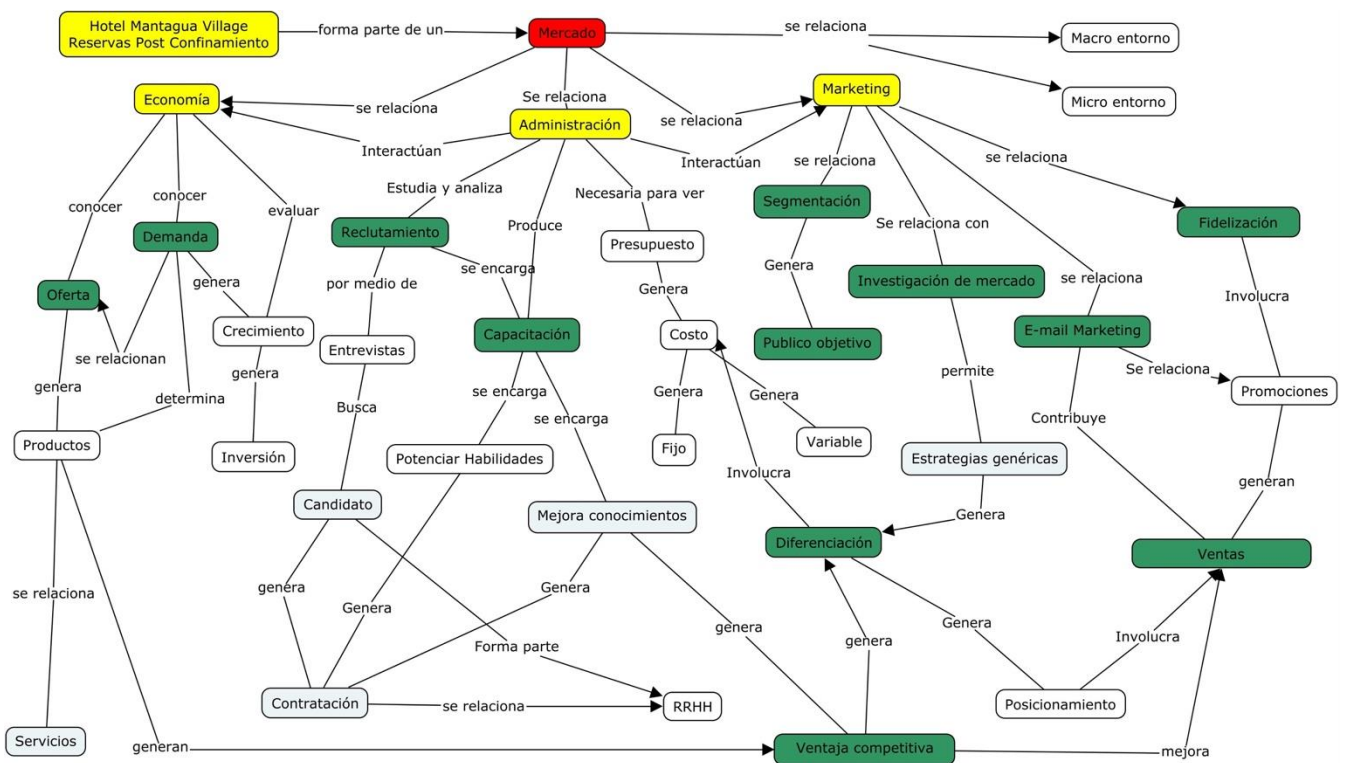 Hotel Mantagua Village
Reservas Post Confinamiento
forma parte de un
Mercado
se relaciona
Macro entorno
Micro entorno
Economía
se relaciona
Se relaciona
se relaciona
Marketing
Administración
Interactúan
Interactúan
se relaciona
se relaciona
conocer
conocer
evaluar
Estudia y analiza
Necesaria para ver
Segmentación
Demanda
Reclutamiento
Produce
Presupuesto
Se relaciona con
Fidelización
genera
por medio de
se encarga
Genera
Genera
Investigación de mercado
se relaciona
Involucra
Oferta
Crecimiento
Capacitación
Costo
Publico objetivo
E-mail Marketing
se relacionan
Entrevistas
genera
genera
permite
Se relaciona
Promociones
determina
Busca
se encarga
se encarga
Genera
Genera
Contribuye
Productos
Inversión
Potenciar Habilidades
Fijo
Variable
Estrategias genéricas
Involucra
generan
Candidato
Mejora conocimientos
Genera
Diferenciación
Ventas
se relaciona
genera
Genera
Genera
genera
genera
Genera
Involucra
Forma parte
Contratación
se relaciona
RRHH
Posicionamiento
Servicios
generan
Ventaja competitiva
mejora